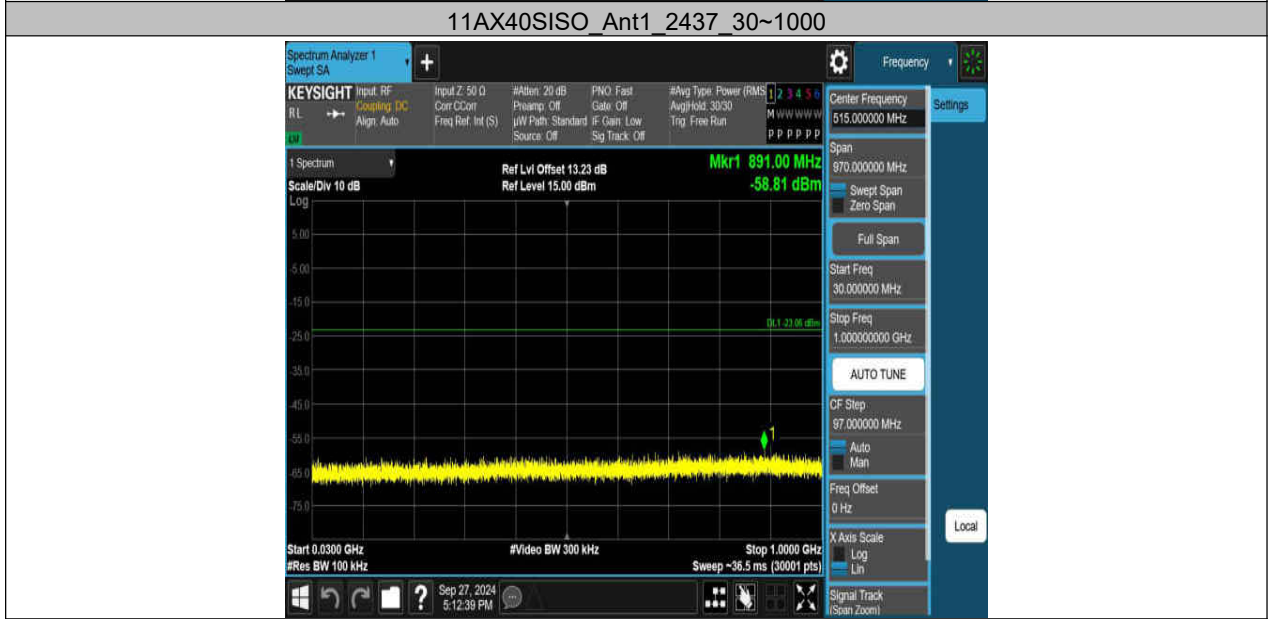 11AX40SISO_Ant1_2437_30~1000
Spectrum Analyzer 1
Swept SA
Frequency
KEYSIGHT
RL
Input: RF
Coupling: DC
Align: Auto
Input Z: 50 Ω
Corr CCorr
Freq Ref: Int (S)
#Atten: 20 dB
Preamp: Off
µW Path: Standard
Source: Off
PNO: Fast
Gate: Off
IF Gain: Low
Sig Track: Off
#Avg Type: Power (RMS
Avg|Hold: 30/30
Trig: Free Run
1 2 3 4 5 6
M W W W W W
P P P P P P
Center Frequency
515.000000 MHz
Settings
1 Spectrum
Scale/Div 10 dB
Ref Lvl Offset 13.23 dB
Ref Level 15.00 dBm
Mkr1 891.00 MHz
-58.81 dBm
Span
970.000000 MHz
Swept Span
Zero Span
Full Span
Start Freq
30.000000 MHz
Stop Freq
1.000000000 GHz
AUTO TUNE
CF Step
97.000000 MHz
Auto
Man
Freq Offset
0 Hz
X Axis Scale
Log
Lin
Signal Track
(Span Zoom)
Local
Log
5.00
-5.00
-15.0
DL1 -23.06 dBm
-25.0
-35.0
-45.0
-55.0
1
-65.0
-75.0
Start 0.0300 GHz
#Video BW 300 kHz
Stop 1.0000 GHz
#Res BW 100 kHz
Sweep ~36.5 ms (30001 pts)
?
Sep 27, 2024
5:12:39 PM